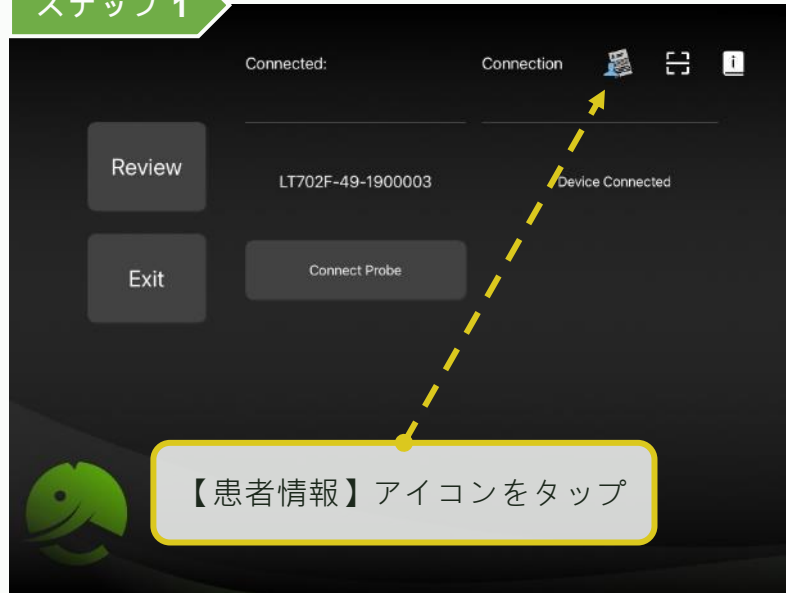 ステップ 1
Connected:
Connection
Review
LT702F-49-1900003
Device Connected
Exit
Connect Probe
【患者情報】アイコンをタップ